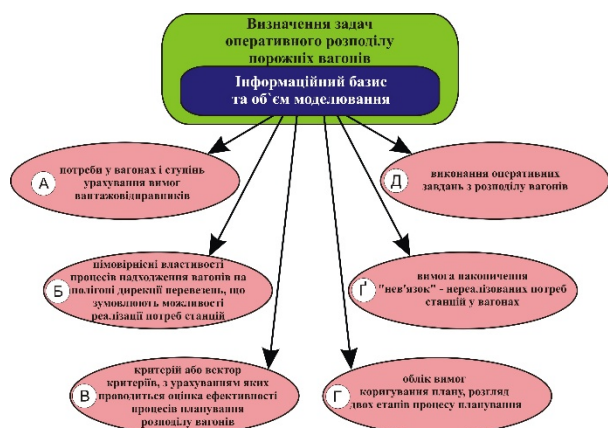 Визначення задач
оперативного розподілу
порожніх вагонів
Інформаційний базис
та об`єм моделювання
А
потреби у вагонах і ступінь
урахування вимог
вантажовідправників
Б
ймовірнісні властивості
процесів надходження вагонів на
полігоні дирекції перевезень, що
зумовлюють можливості
реалізації потреб станцій
В
критерій або вектор
критеріїв, з урахуванням яких
проводиться оцінка ефективності
процесів планування
розподілу вагонів
Г
облік вимог
коригування плану, розгляд
двох етапів процесу планування
Ґ
вимога накопичення
"нев'язок" - нереалізованих потреб
станцій у вагонах
Д
виконання оперативних
завдань з розподілу вагонів